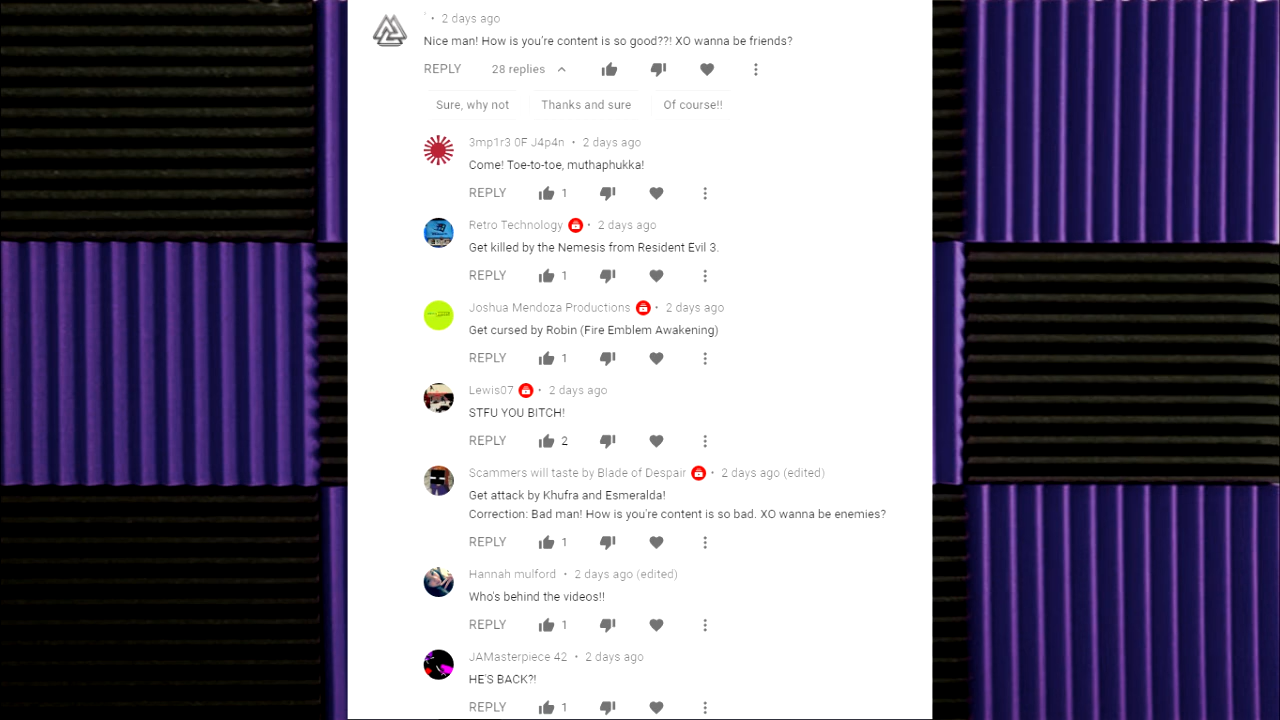 ' • 2 days ago
Nice man! How is you're content is so good??! XO wanna be friends?
REPLY 28 replies
Sure, why not Thanks and sure Of course!!
3mp1r3 0F J4p4n • 2 days ago
Come! Toe-to-toe, muthaphukka!
REPLY 1
Retro Technology • 2 days ago
Get killed by the Nemesis from Resident Evil 3.
REPLY 1
Joshua Mendoza Productions • 2 days ago
Get cursed by Robin (Fire Emblem Awakening)
REPLY 1
Lewis07 • 2 days ago
STFU YOU BITCH!
REPLY 2
Scammers will taste by Blade of Despair • 2 days ago (edited)
Get attack by Khufra and Esmeralda!
Correction: Bad man! How is you're content is so bad. XO wanna be enemies?
REPLY 1
Hannah mulford • 2 days ago (edited)
Who's behind the videos!!
REPLY 1
JAMasterpiece 42 • 2 days ago
HE'S BACK?!
REPLY 1